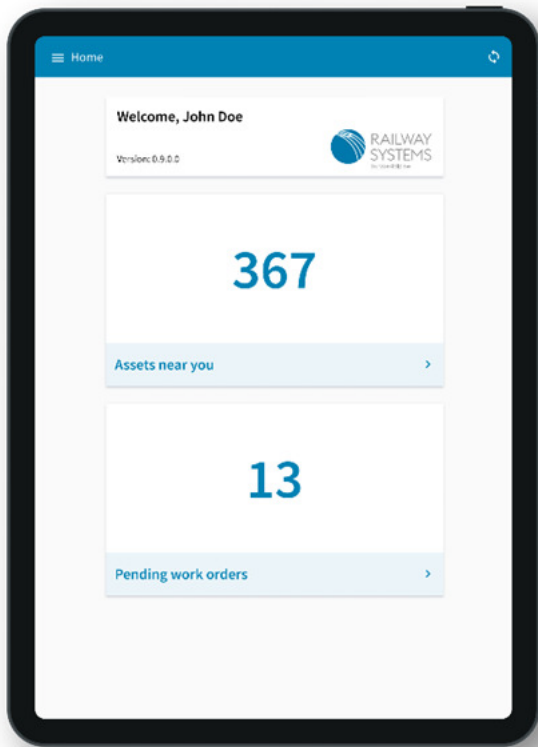 Home
Welcome, John Doe
Version: 0.9.0.0
RAILWAY
SYSTEMS
367
Assets near you
13
Pending work orders